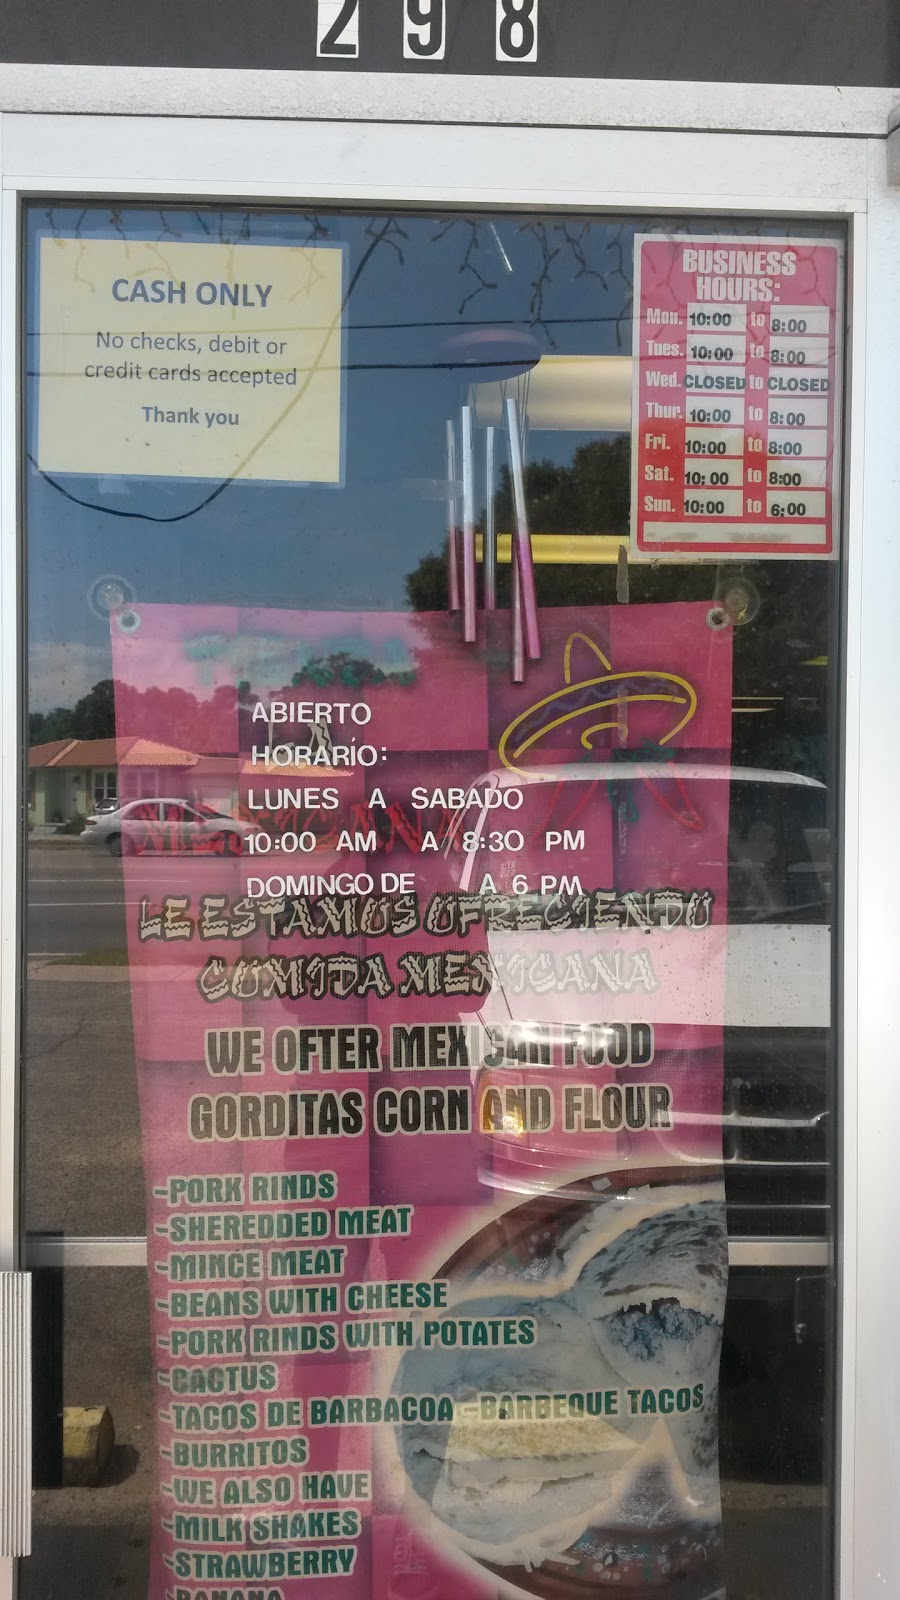 298
CASH ONLY
No checks, debit or
credit cards accepted
Thank you
BUSINESS
HOURS:
Mon. 10:00 to 8:00
Tues. 10:00 to 8:00
Wed. CLOSED to CLOSED
Thur. 10:00 to 8:00
Fri. 10:00 to 8:00
Sat. 10:00 to 8:00
Sun. 10:00 to 6:00
TIENDA
ABIERTO
HORARIO:
LUNES A SABADO
MEXICANA
10:00 AM A 8:30 PM
DOMINGO DE A 6 PM
LE ESTAMOS OFRECIENDO
COMIDA MEXICANA
WE OFTER MEXICAN FOOD
GORDITAS CORN AND FLOUR
-PORK RINDS
-SHEREDDED MEAT
-MINCE MEAT
-BEANS WITH CHEESE
-PORK RINDS WITH POTATES
-CACTUS
-TACOS DE BARBACOA -BARBEQUE TACOS
-BURRITOS
-WE ALSO HAVE
-MILK SHAKES
-STRAWBERRY
-BANANA